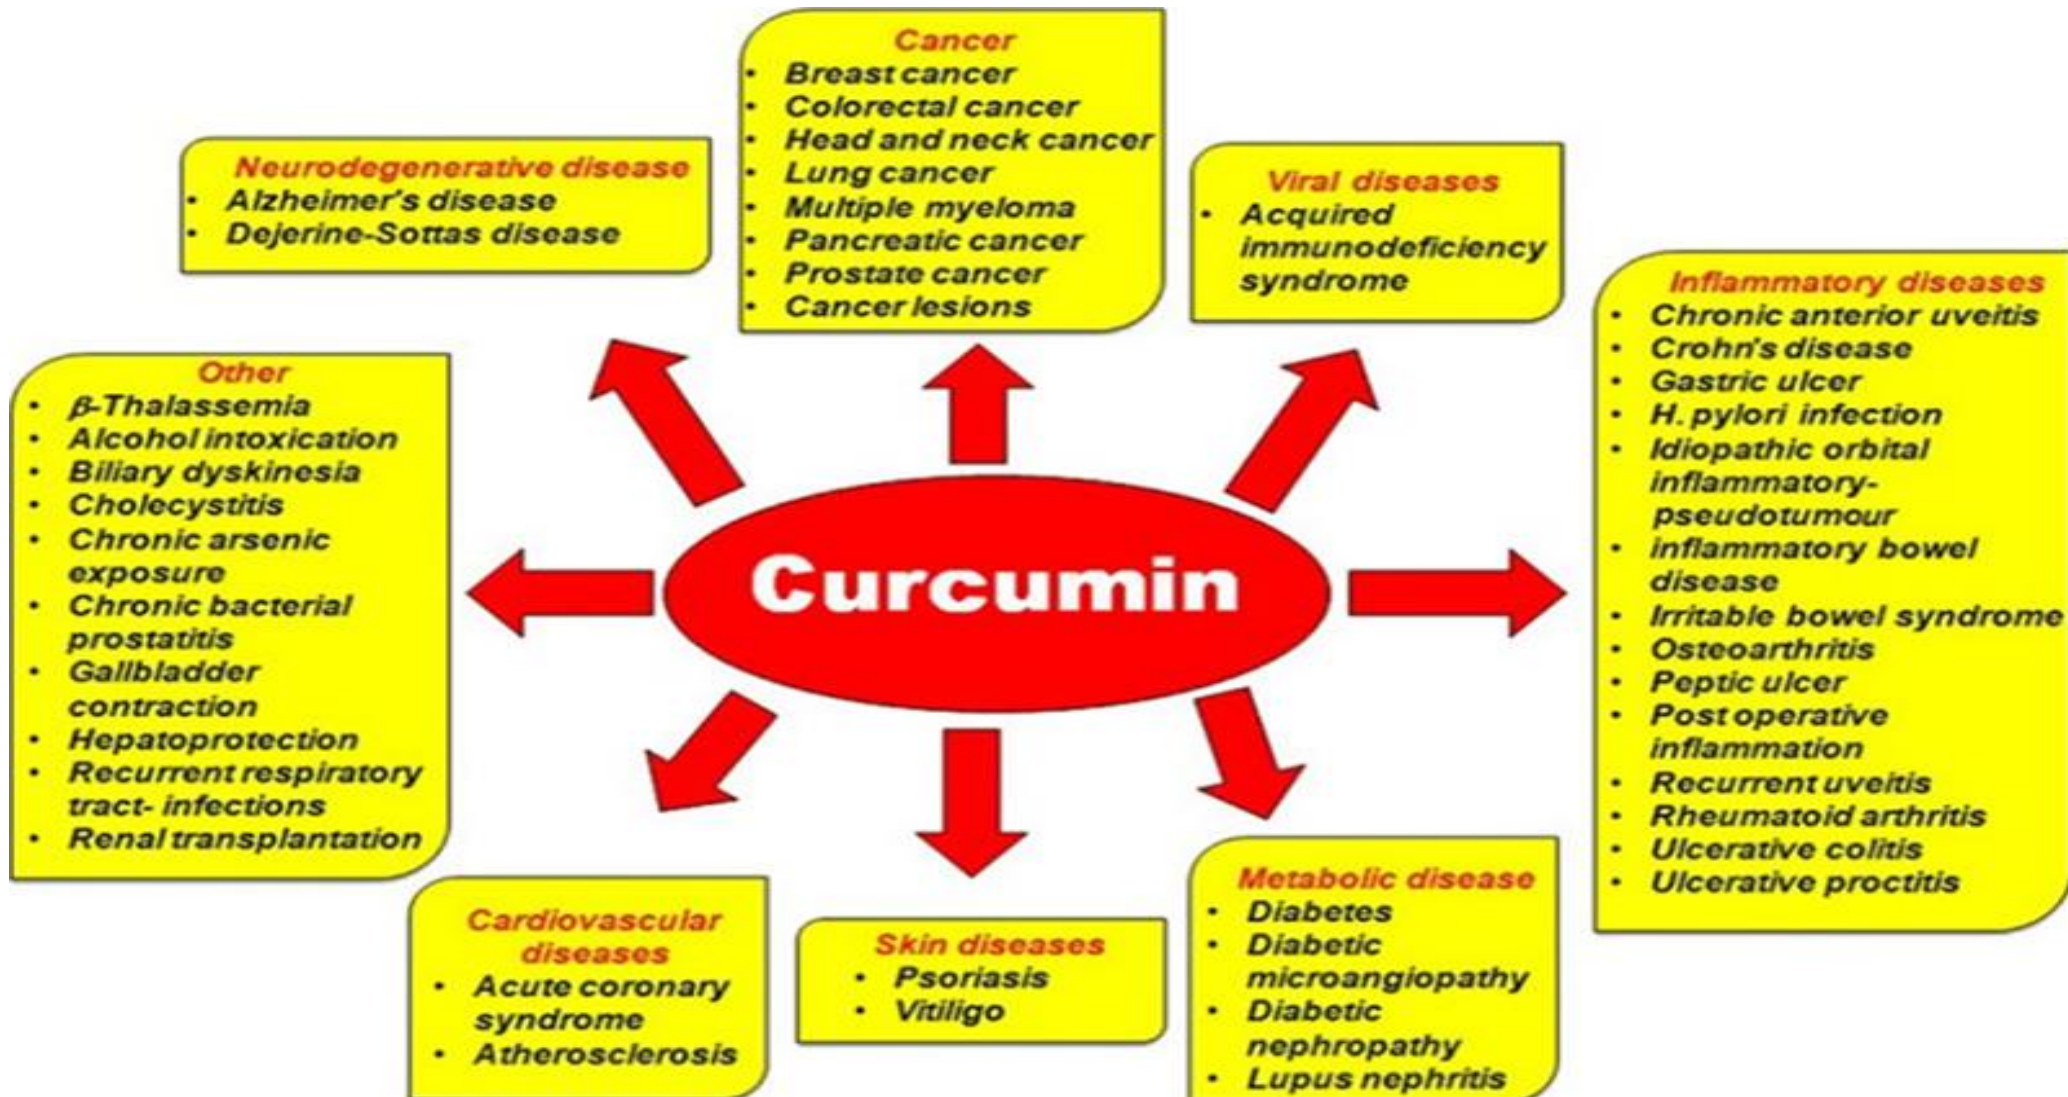 Cancer
• Breast cancer
• Colorectal cancer
• Head and neck cancer
• Lung cancer
• Multiple myeloma
• Pancreatic cancer
• Prostate cancer
• Cancer lesions
Neurodegenerative disease
• Alzheimer's disease
• Dejerine-Sottas disease
Viral diseases
• Acquired
immunodeficiency
syndrome
Inflammatory diseases
• Chronic anterior uveitis
• Crohn's disease
• Gastric ulcer
• H. pylori infection
• Idiopathic orbital
inflammatory-
pseudotumour
• inflammatory bowel
disease
• Irritable bowel syndrome
• Osteoarthritis
• Peptic ulcer
• Post operative
inflammation
• Recurrent uveitis
• Rheumatoid arthritis
• Ulcerative colitis
• Ulcerative proctitis
Other
• β-Thalassemia
• Alcohol intoxication
• Biliary dyskinesia
• Cholecystitis
• Chronic arsenic
exposure
• Chronic bacterial
prostatitis
• Gallbladder
contraction
• Hepatoprotection
• Recurrent respiratory
tract- infections
• Renal transplantation
Curcumin
Cardiovascular
diseases
• Acute coronary
syndrome
• Atherosclerosis
Skin diseases
• Psoriasis
• Vitiligo
Metabolic disease
• Diabetes
• Diabetic
microangiopathy
• Diabetic
nephropathy
• Lupus nephritis